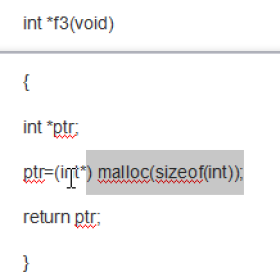 int *f3(void)
{
int *ptr;
ptr=(int*) malloc(sizeof(int));
return ptr;
}